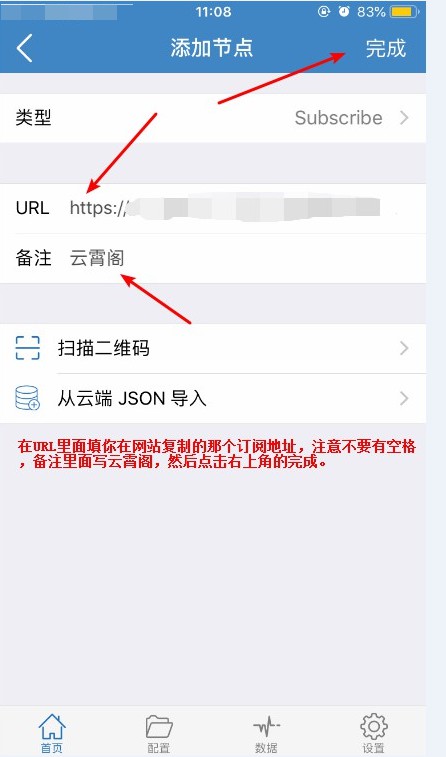 11:08
83%
添加节点
完成
类型
Subscribe
URL
https://
备注
云霄阁
扫描二维码
从云端 JSON 导入
在URL里面填你在网站复制的那个订阅地址，注意不要有空格
，备注里面写云霄阁，然后点击右上角的完成。
首页
配置
数据
设置